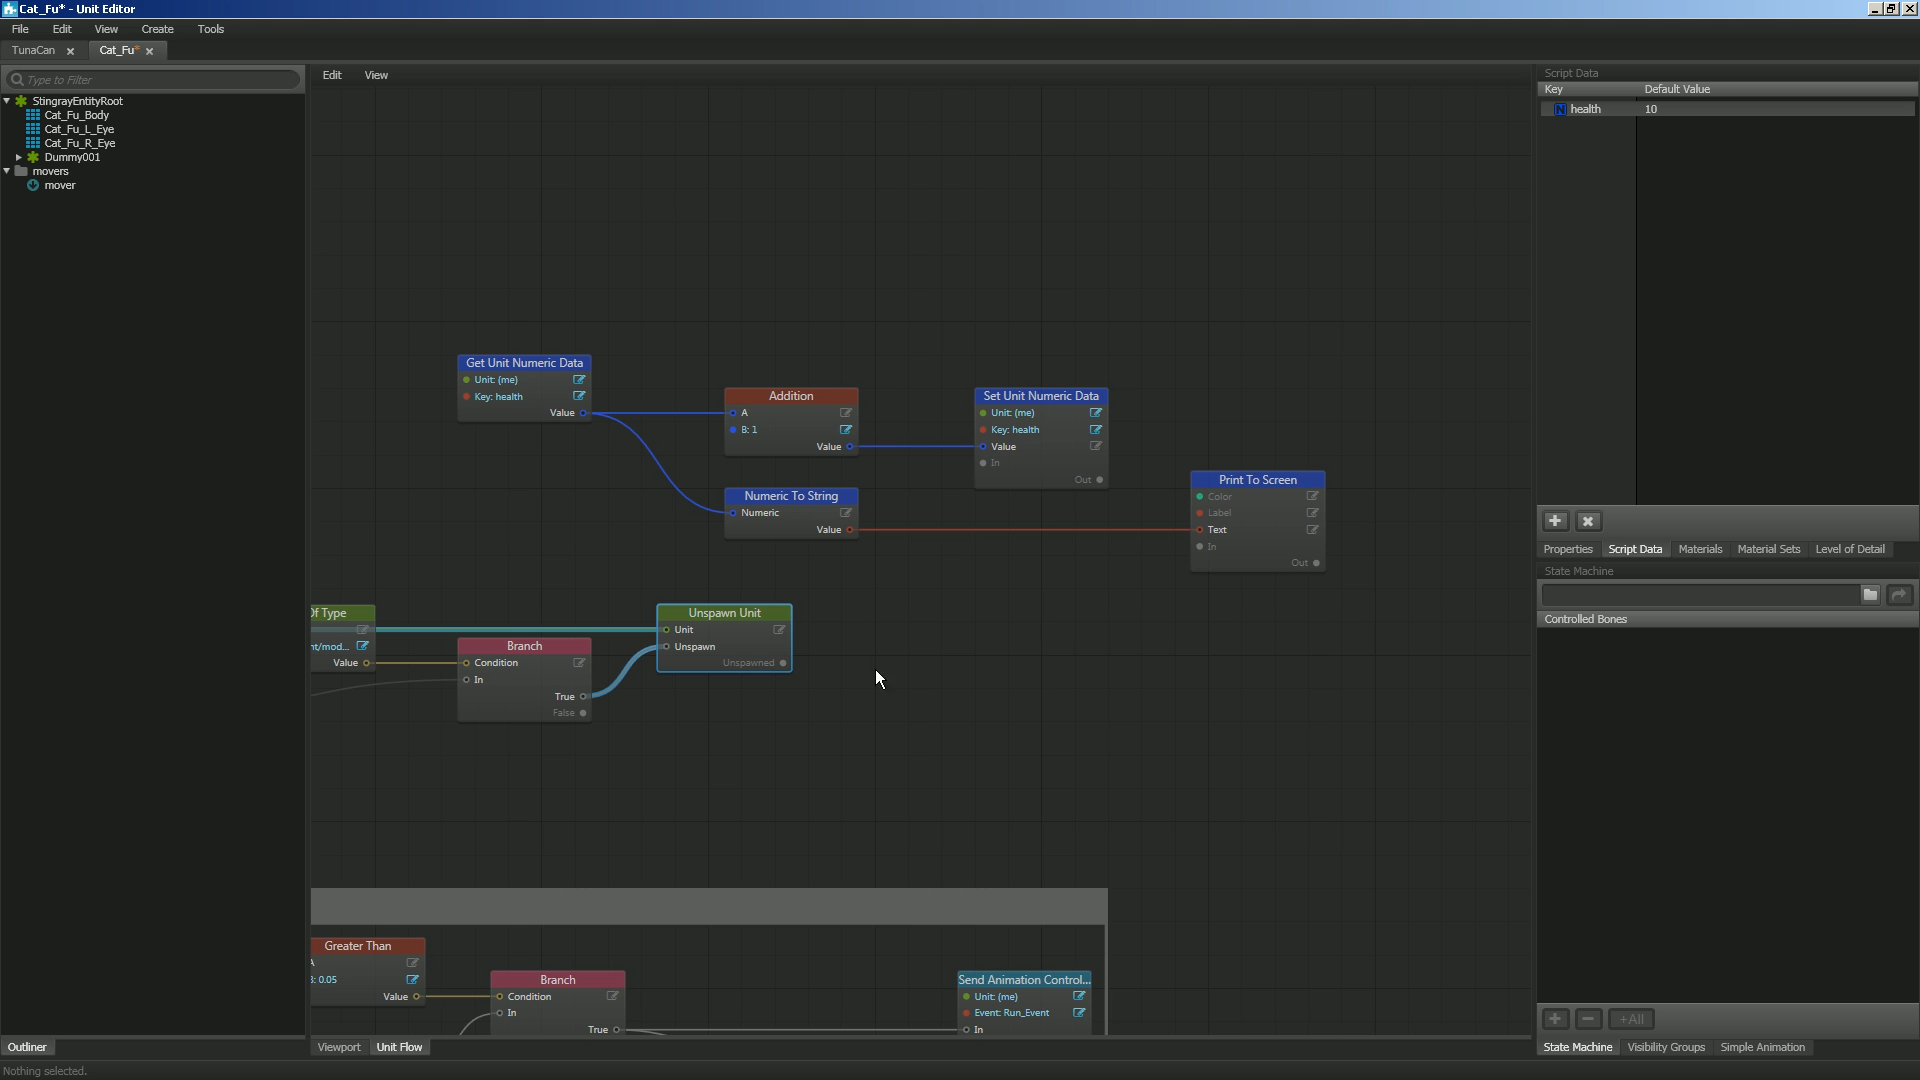 Cat_Fu* - Unit Editor
File Edit View Create Tools
TunaCan Cat_Fu*
Type to Filter
StingrayEntityRoot
Cat_Fu_Body
Cat_Fu_L_Eye
Cat_Fu_R_Eye
Dummy001
movers
mover
Outliner
Nothing selected.
Edit View
Get Unit Numeric Data
Unit: (me)
Key: health
Value
Addition
A
B: 1
Value
Set Unit Numeric Data
Unit: (me)
Key: health
Value
In
Out
Numeric To String
Numeric
Value
Print To Screen
Color
Label
Text
In
Out
Of Type
nt/mod...
Value
Branch
Condition
In
True
False
Unspawn Unit
Unit
Unspawn
Unspawned
Greater Than
A
B: 0.05
Value
Branch
Condition
In
True
Send Animation Control...
Unit: (me)
Event: Run_Event
In
Viewport Unit Flow
Script Data
Key Default Value
health 10
Properties Script Data Materials Material Sets Level of Detail
State Machine
Controlled Bones
+All
State Machine Visibility Groups Simple Animation